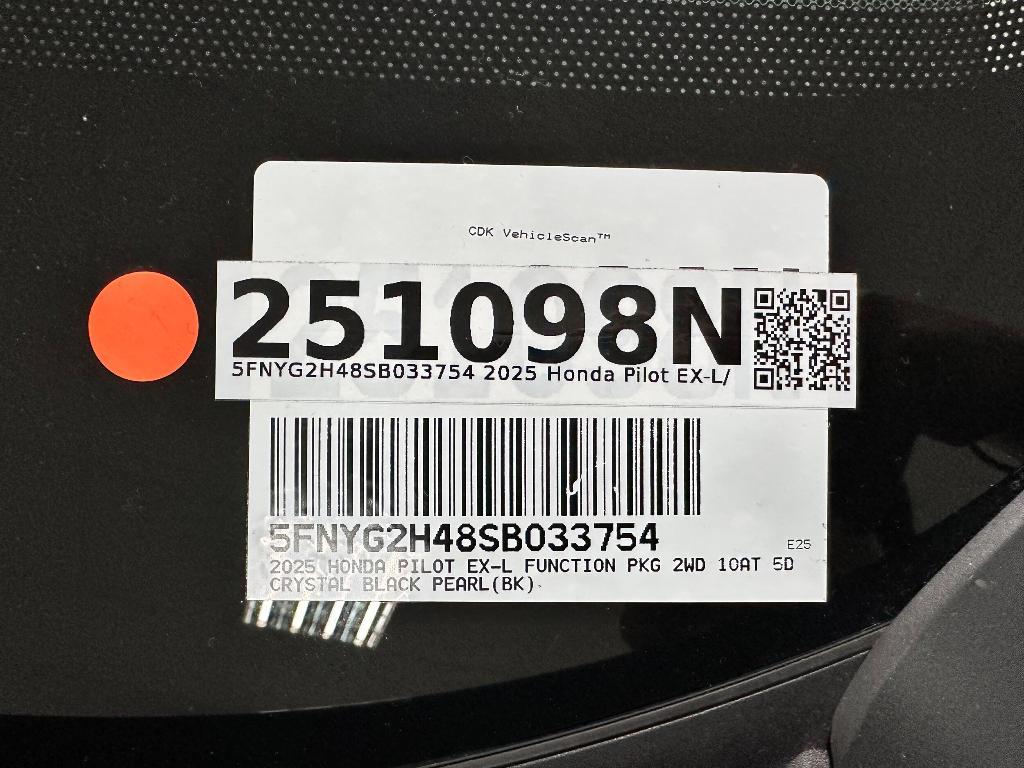 CDK VehicleScan™
251098N
5FNYG2H48SB033754 2025 Honda Pilot EX-L/
5FNYG2H48SB033754
E25
2025 HONDA PILOT EX-L FUNCTION PKG 2WD 10AT 5D
CRYSTAL BLACK PEARL(BK)